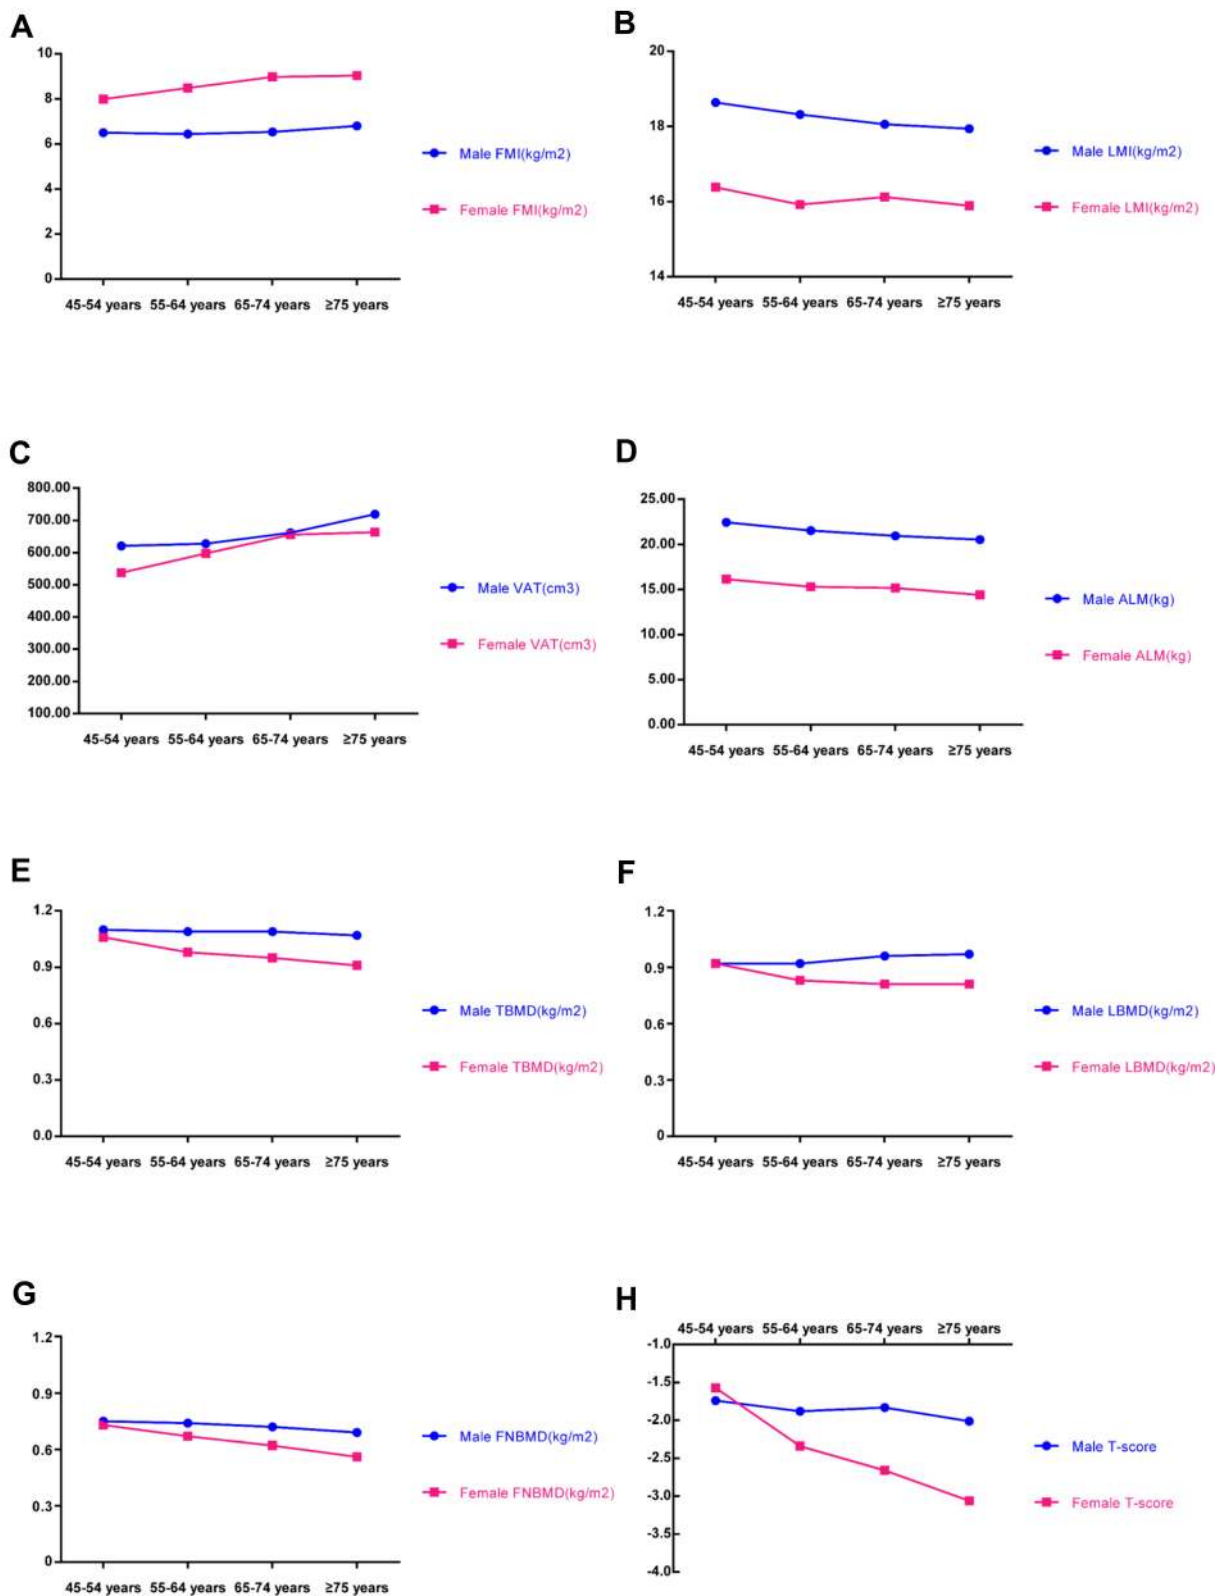 A
10
8
6
4
2
0
45-54 years 55-64 years 65-74 years ≥75 years
Male FMI(kg/m2)
Female FMI(kg/m2)
B
20
18
16
14
45-54 years 55-64 years 65-74 years ≥75 years
Male LMI(kg/m2)
Female LMI(kg/m2)
C
800.00
700.00
600.00
500.00
400.00
300.00
200.00
100.00
45-54 years 55-64 years 65-74 years ≥75 years
Male VAT(cm3)
Female VAT(cm3)
D
25.00
20.00
15.00
10.00
5.00
0.00
45-54 years 55-64 years 65-74 years ≥75 years
Male ALM(kg)
Female ALM(kg)
E
1.2
0.9
0.6
0.3
0.0
45-54 years 55-64 years 65-74 years ≥75 years
Male TBMD(kg/m2)
Female TBMD(kg/m2)
F
1.2
0.9
0.6
0.3
0
45-54 years 55-64 years 65-74 years ≥75 years
Male LBMD(kg/m2)
Female LBMD(kg/m2)
G
1.2
0.9
0.6
0.3
0
45-54 years 55-64 years 65-74 years ≥75 years
Male FNBMD(kg/m2)
Female FNBMD(kg/m2)
H
45-54 years 55-64 years 65-74 years ≥75 years
-1.0
-1.5
-2.0
-2.5
-3.0
-3.5
-4.0
Male T-score
Female T-score